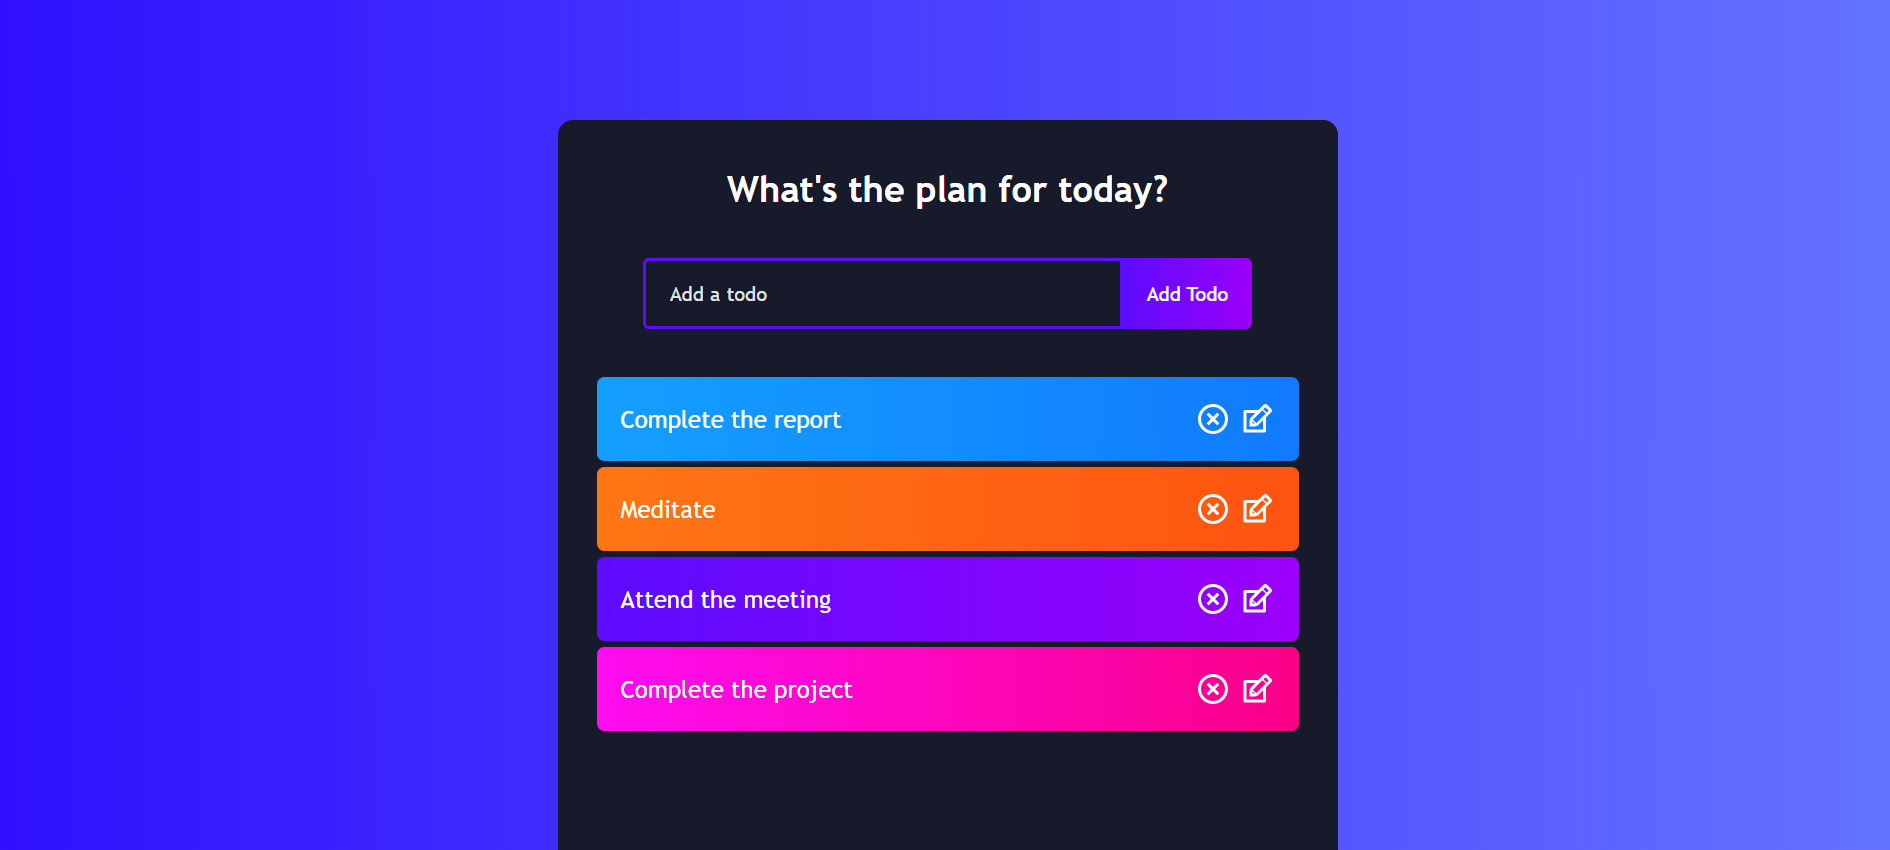 What's the plan for today?
Add a todo
Add Todo
Complete the report
Meditate
Attend the meeting
Complete the project